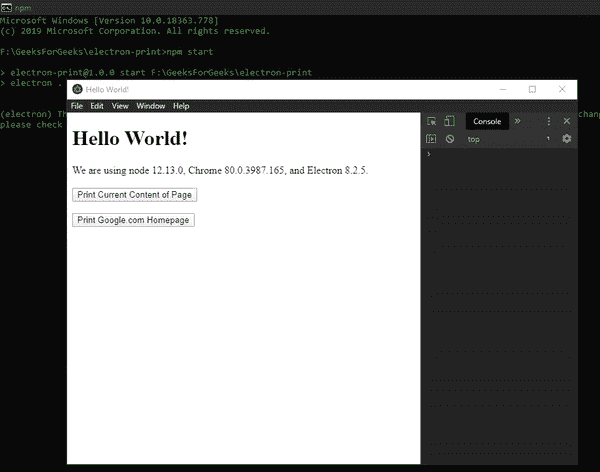 npm
Microsoft Windows [Version 10.0.18363.778]
(c) 2019 Microsoft Corporation. All rights reserved.
F:\GeeksForGeeks\electron-print>npm start
> electron-print@1.0.0 start F:\GeeksForGeeks\electron-print
> electron .
(electron) Th
chang
please check
Hello World!
File Edit View Window Help
Hello World!
We are using node 12.13.0, Chrome 80.0.3987.165, and Electron 8.2.5.
Print Current Content of Page
Print Google.com Homepage
Console »
top
›